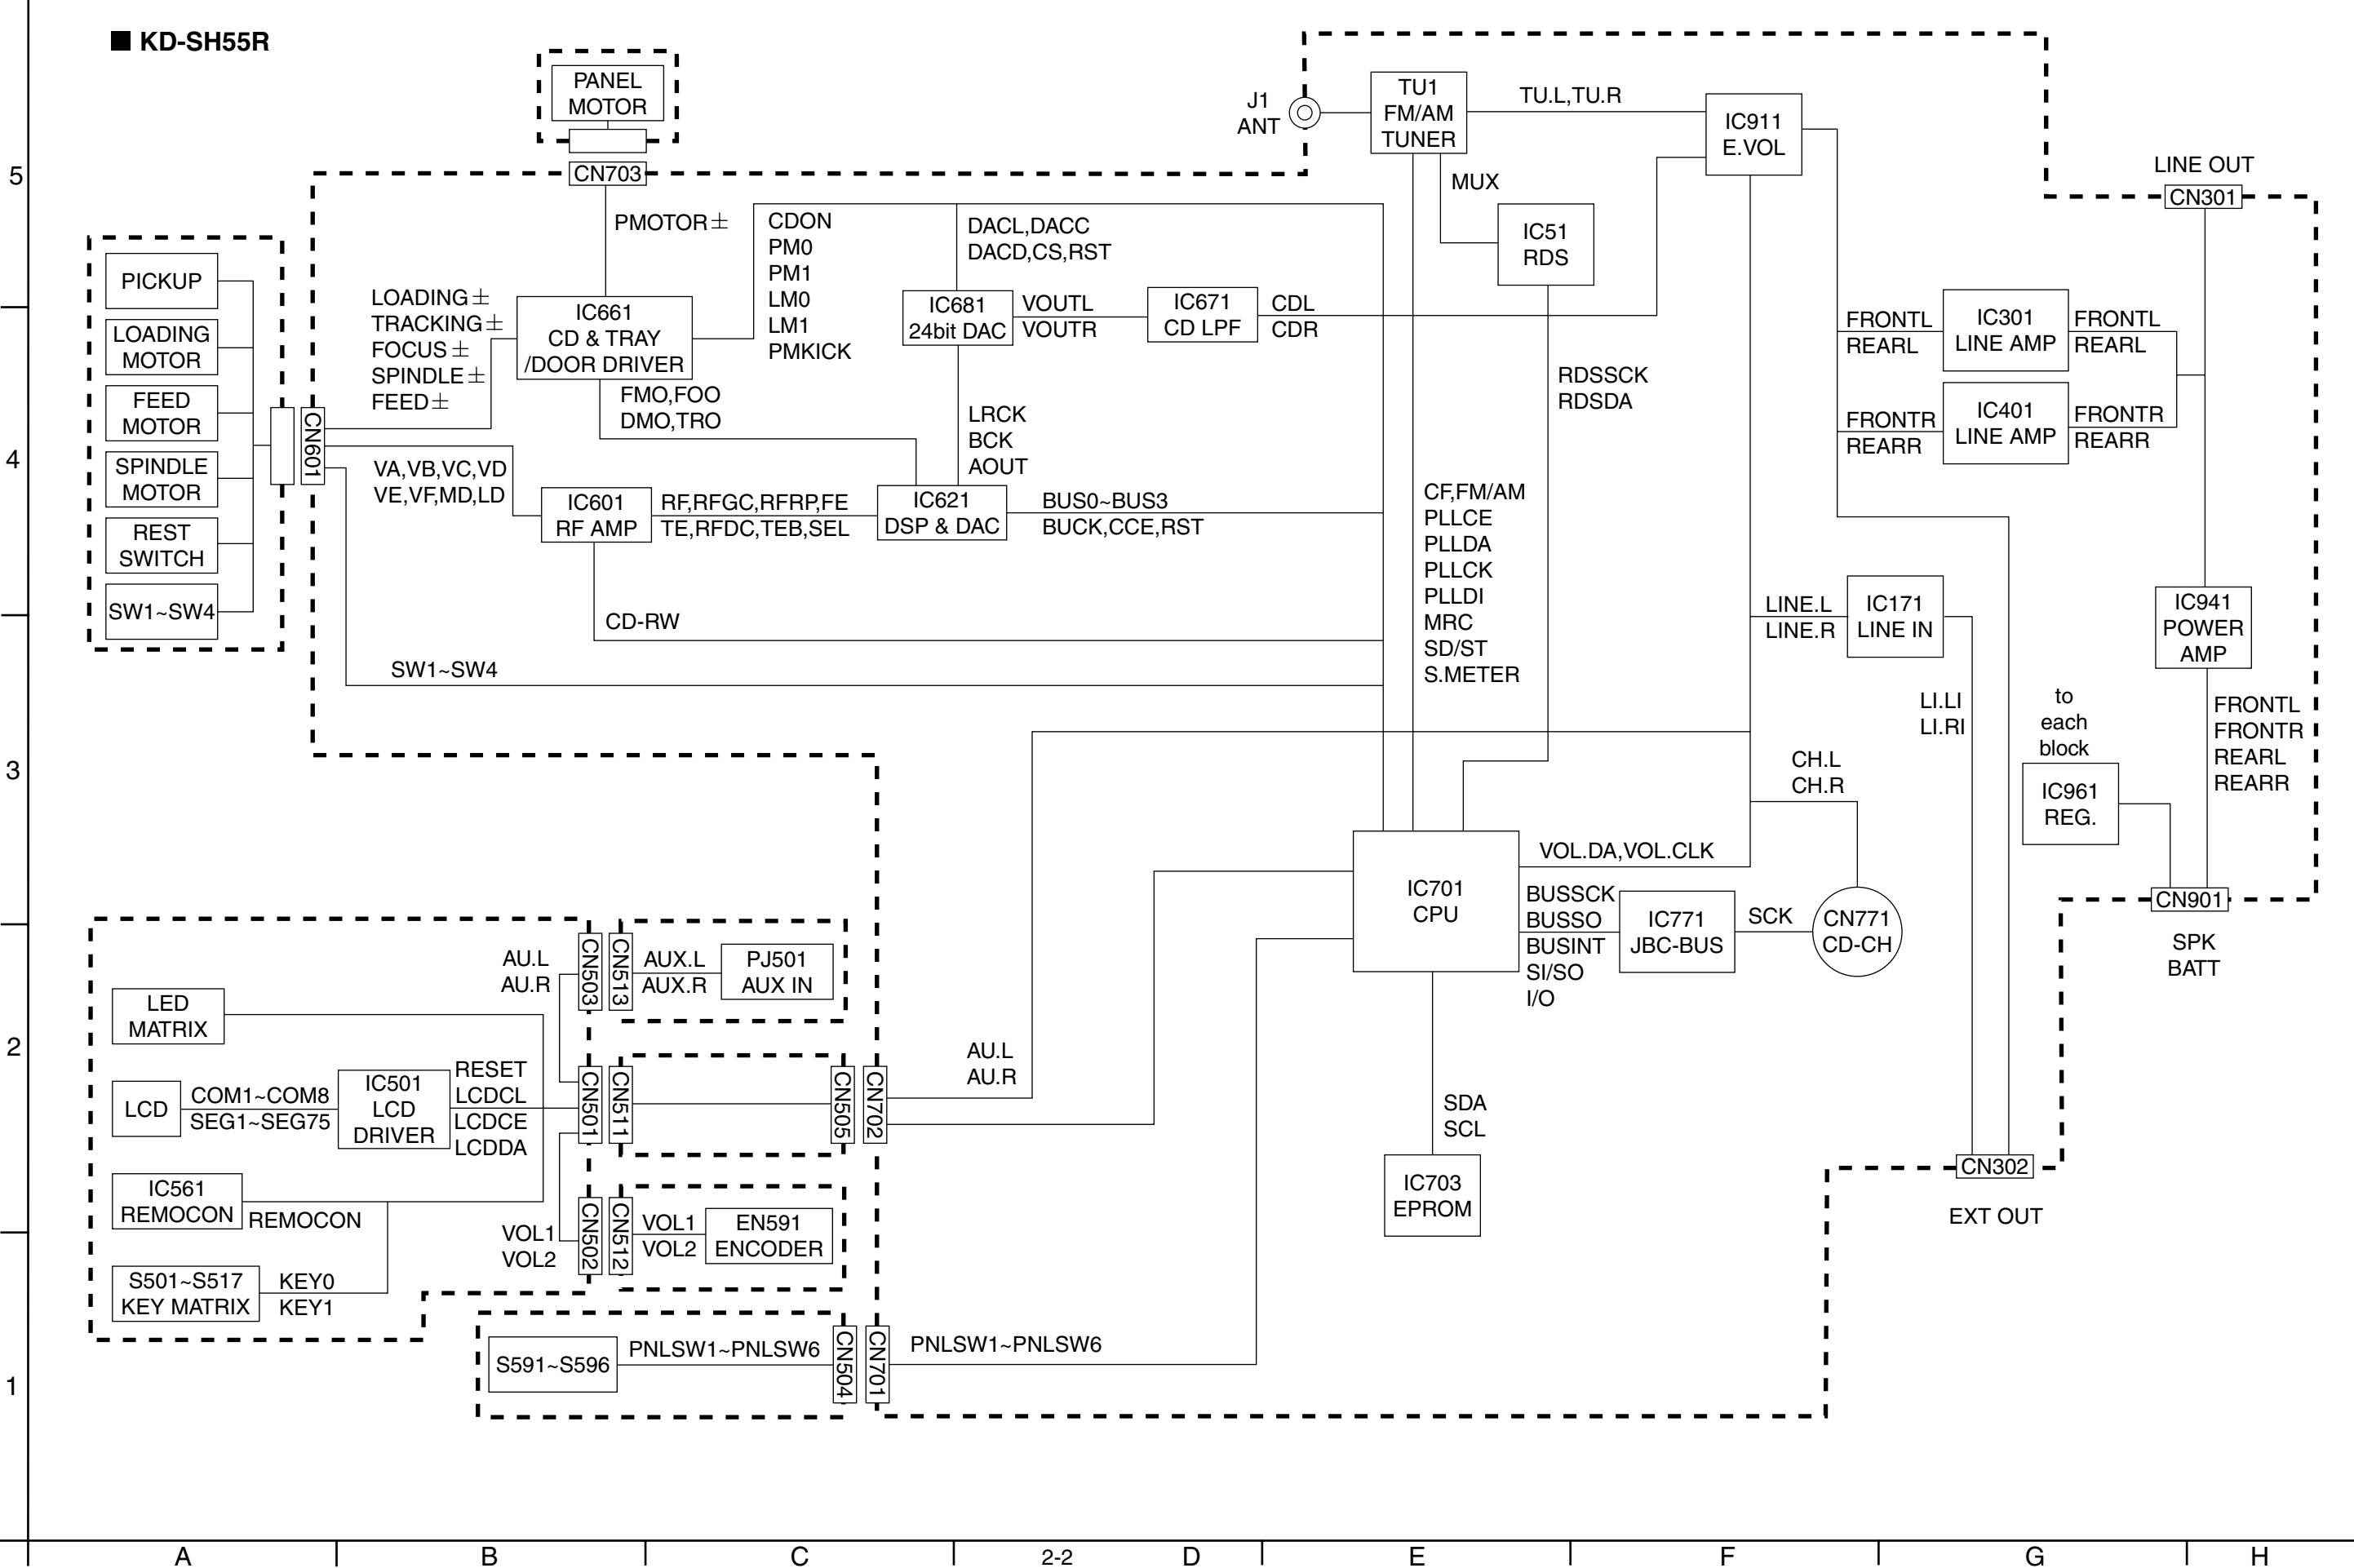 ■ KD-SH55R
PANEL
MOTOR
CN703
PMOTOR±
J1
ANT
TU1
FM/AM
TUNER
TU.L,TU.R
IC911
E.VOL
MUX
IC51
RDS
LINE OUT
CN301
5
PICKUP
LOADING
MOTOR
FEED
MOTOR
SPINDLE
MOTOR
REST
SWITCH
SW1~SW4
CN601
LOADING±
TRACKING±
FOCUS±
SPINDLE±
FEED±
IC661
CD & TRAY
/DOOR DRIVER
CDON
PM0
PM1
LM0
LM1
PMKICK
DACL,DACC
DACD,CS,RST
IC681
24bit DAC
VOUTL
VOUTR
IC671
CD LPF
CDL
CDR
FMO,FOO
DMO,TRO
LRCK
BCK
AOUT
RDSSCK
RDSDA
FRONTL
REARL
IC301
LINE AMP
FRONTL
REARL
FRONTR
REARR
IC401
LINE AMP
FRONTR
REARR
4
VA,VB,VC,VD
VE,VF,MD,LD
IC601
RF AMP
RF,RFGC,RFRP,FE
TE,RFDC,TEB,SEL
IC621
DSP & DAC
BUS0~BUS3
BUCK,CCE,RST
CF,FM/AM
PLLCE
PLLDA
PLLCK
PLLDI
MRC
SD/ST
S.METER
CD-RW
SW1~SW4
LINE.L
LINE.R
IC171
LINE IN
IC941
POWER
AMP
LI.LI
LI.RI
to
each
block
IC961
REG.
FRONTL
FRONTR
REARL
REARR
3
CH.L
CH.R
IC701
CPU
VOL.DA,VOL.CLK
BUSSCK
BUSSO
BUSINT
SI/SO
I/O
IC771
JBC-BUS
SCK
CN771
CD-CH
CN901
SPK
BATT
AU.L
AU.R
CN503
CN513
AUX.L
AUX.R
PJ501
AUX IN
LED
MATRIX
2
LCD
COM1~COM8
SEG1~SEG75
IC501
LCD
DRIVER
RESET
LCDCL
LCDCE
LCDDA
CN501
CN511
CN505
CN702
AU.L
AU.R
SDA
SCL
IC703
EPROM
CN302
EXT OUT
IC561
REMOCON
REMOCON
VOL1
VOL2
CN502
CN512
VOL1
VOL2
EN591
ENCODER
S501~S517
KEY MATRIX
KEY0
KEY1
1
S591~S596
PNLSW1~PNLSW6
CN504
CN701
PNLSW1~PNLSW6
A
B
C
2-2
D
E
F
G
H